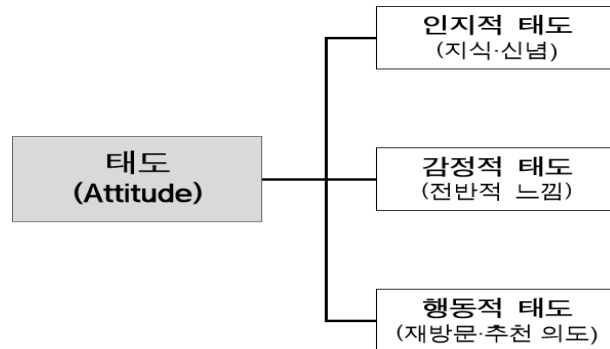 인지적 태도
(지식·신념)
태도
(Attitude)
감정적 태도
(전반적 느낌)
행동적 태도
(재방문·추천 의도)